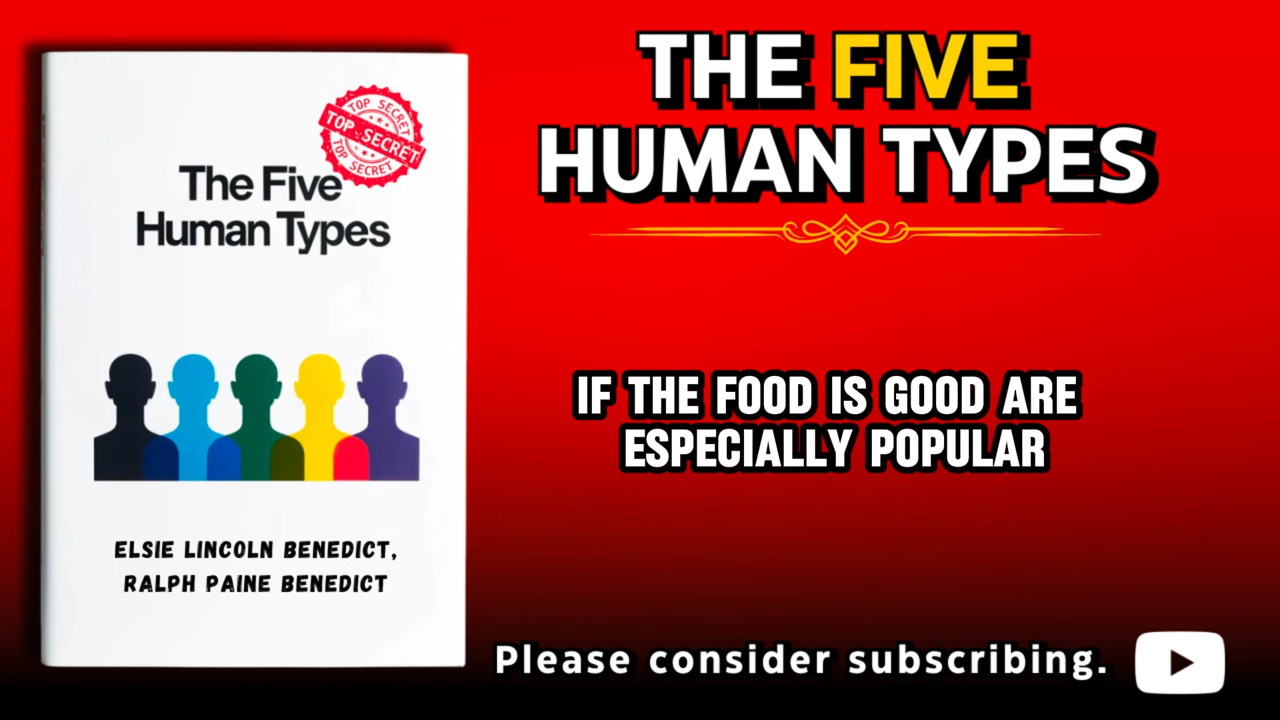 TOP SECRET
TOP SECRET
TOP SECRET
The Five
Human Types
ELSIE LINCOLN BENEDICT,
RALPH PAINE BENEDICT
THE FIVE
HUMAN TYPES
IF THE FOOD IS GOOD ARE
ESPECIALLY POPULAR
Please consider subscribing.